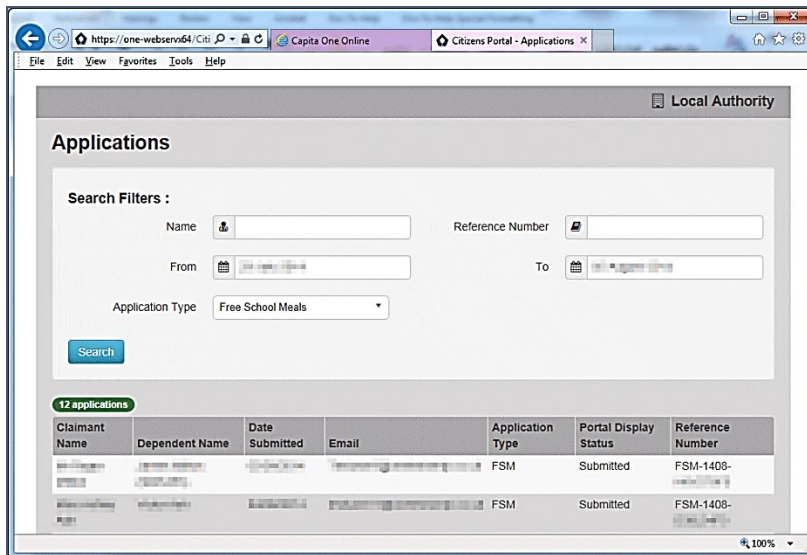 https://one-webserv64/Citi
Capita One Online
Citizens Portal - Applications
File Edit View Favorites Tools Help
Local Authority
Applications
Search Filters :
Name
Reference Number
From
To
Application Type
Free School Meals
Search
12 applications
Claimant Name
Dependent Name
Date Submitted
Email
Application Type
Portal Display Status
Reference Number
FSM Submitted FSM-1408-
FSM Submitted FSM-1408-
100%